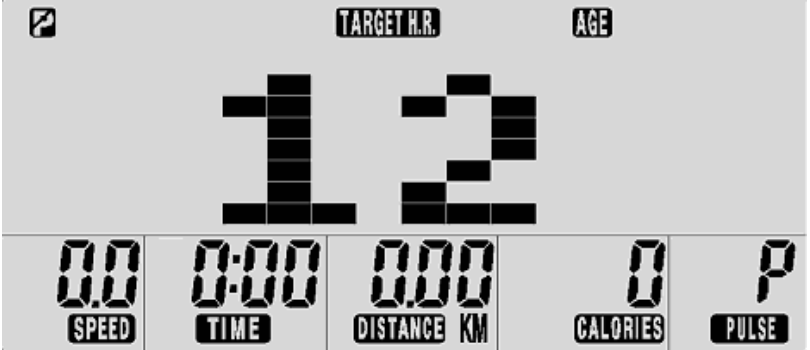 TARGET H.R. AGE
12
0.0 0:00 0.00 0 P
SPEED TIME DISTANCE KM CALORIES PULSE